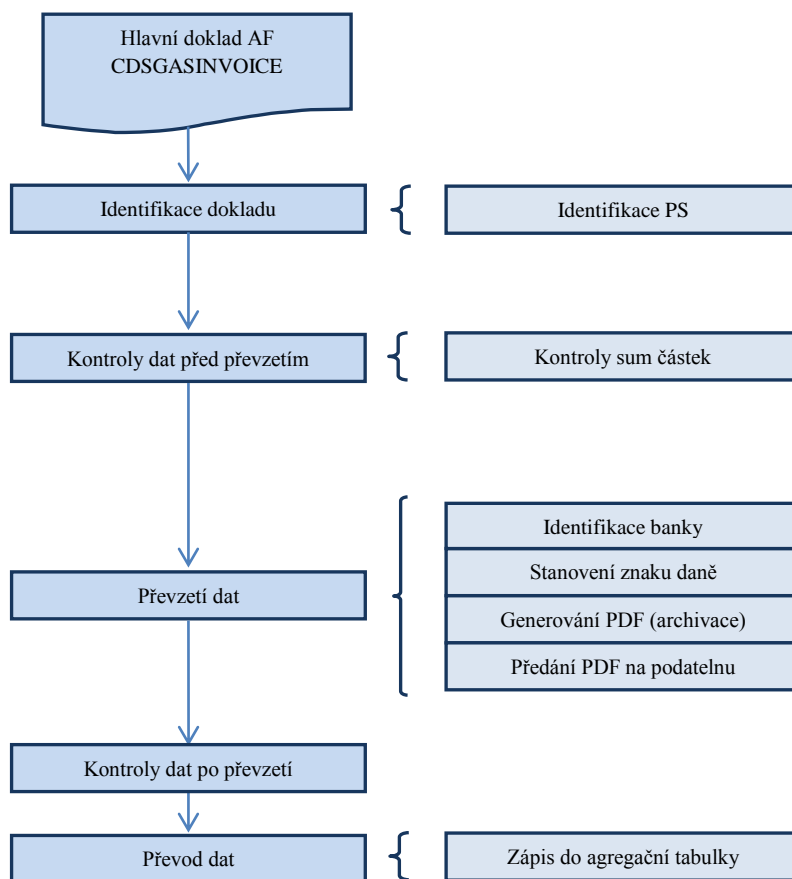 Hlavní doklad AF
CDSGASINVOICE
Identifikace dokladu
Identifikace PS
Kontroly dat před převzetím
Kontroly sum částek
Převzetí dat
Identifikace banky
Stanovení znaku daně
Generování PDF (archivace)
Předání PDF na podatelnu
Kontroly dat po převzetí
Převod dat
Zápis do agregační tabulky